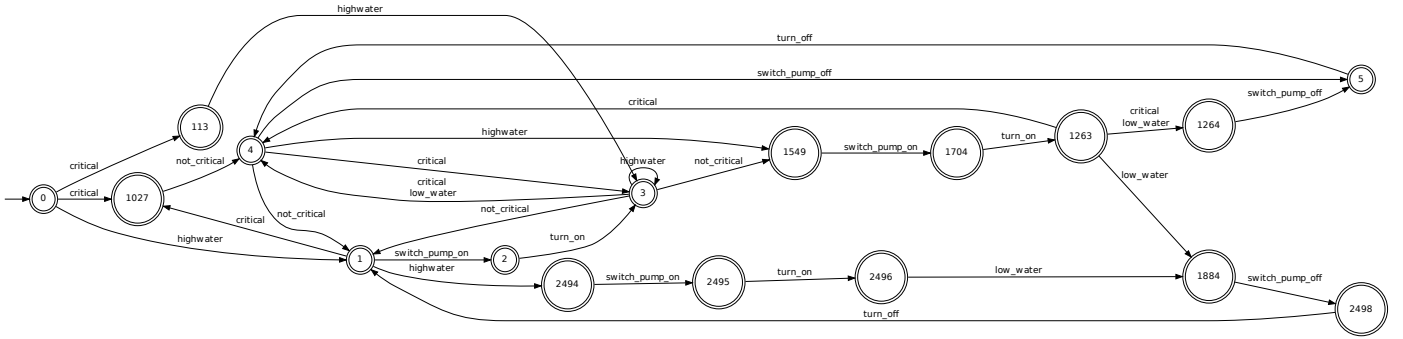 highwater
turn_off
switch_pump_off
5
switch_pump_off
critical
critical
low_water
1264
113
highwater
1263
turn_on
4
1549
switch_pump_on
1704
not_critical
critical
highwater
not_critical
critical
low_water
3
low_water
critical
0
critical
1027
not_critical
not_critical
critical
highwater
turn_on
1
switch_pump_on
2
highwater
switch_pump_on
turn_on
low_water
2494
2495
2496
1884
switch_pump_off
2498
turn_off